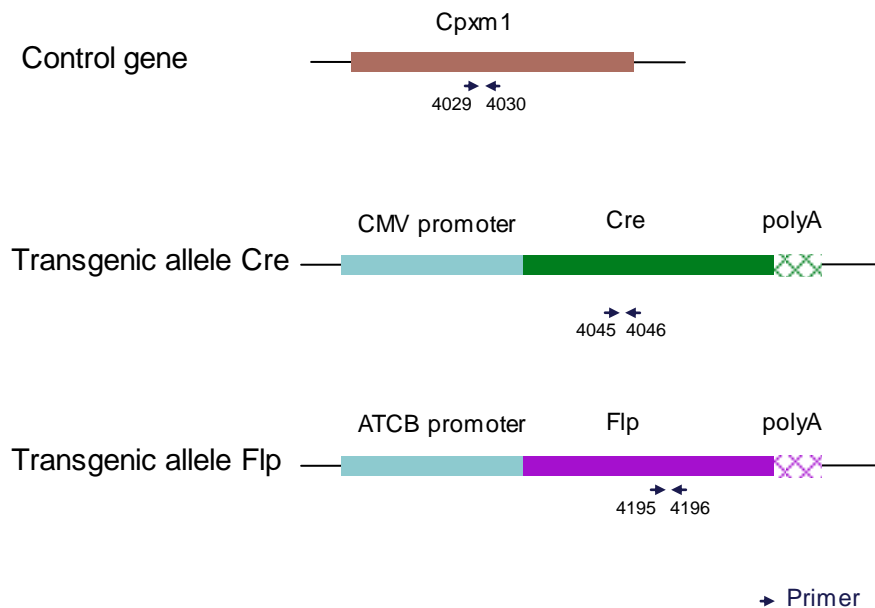 Cpxm1
Control gene
4029 4030
CMV promoter Cre polyA
Transgenic allele Cre
4045 4046
ATCB promoter Flp polyA
Transgenic allele Flp
4195 4196
Primer